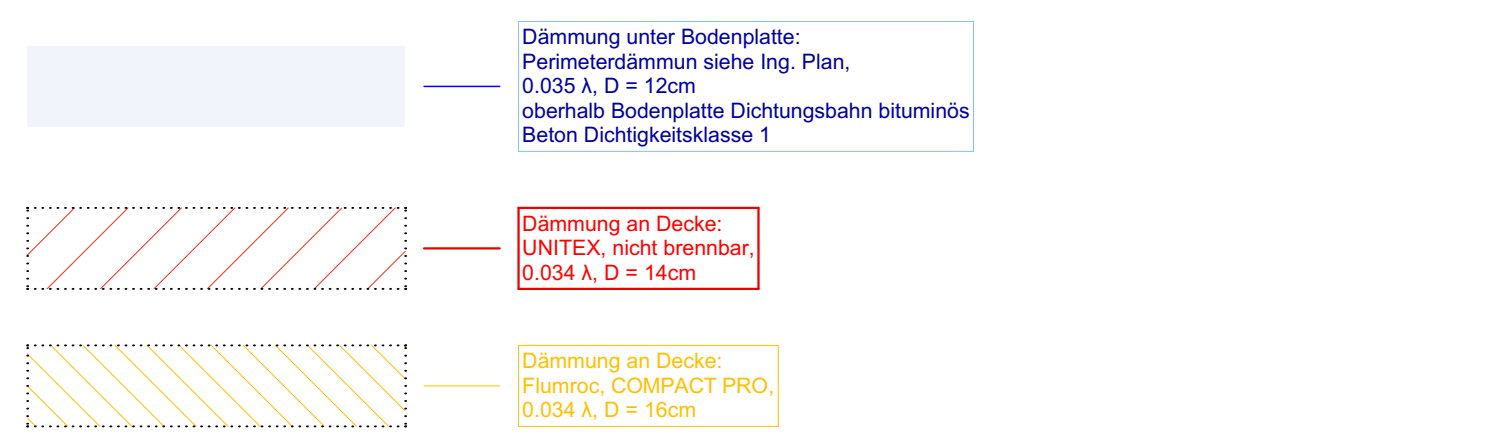 Dämmung unter Bodenplatte:
Perimeterdämmun siehe Ing. Plan,
0.035 λ, D = 12cm
oberhalb Bodenplatte Dichtungsbahn bituminös
Beton Dichtigkeitsklasse 1
Dämmung an Decke:
UNITEX, nicht brennbar,
0.034 λ, D = 14cm
Dämmung an Decke:
Flumroc, COMPACT PRO,
0.034 λ, D = 16cm